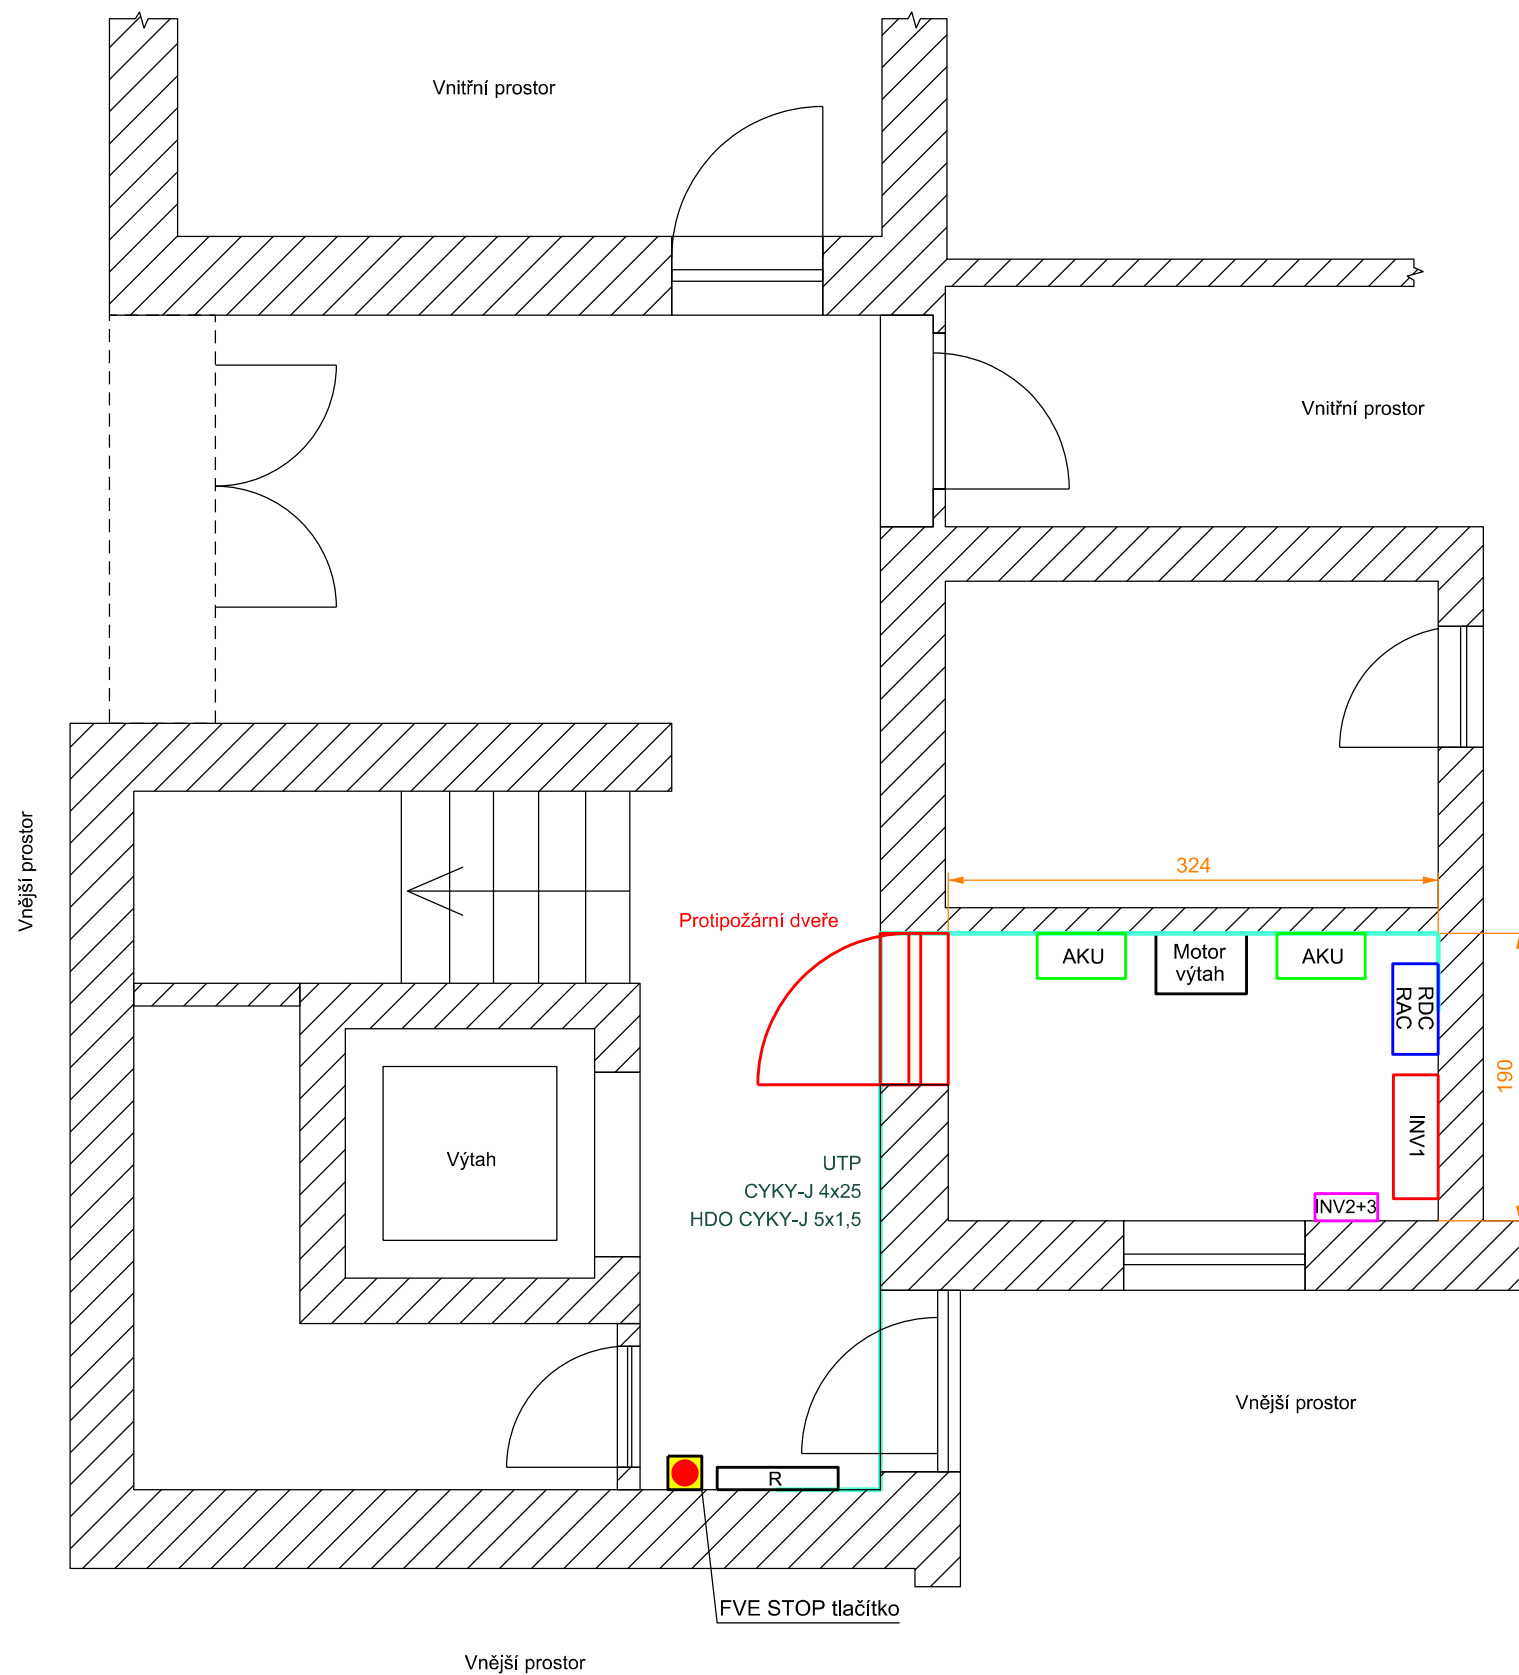 Vnitřní prostor
Vnitřní prostor
Vnější prostor
324
Protipožární dveře
AKU
Motor
výtah
AKU
RDC
RAC
190
INV1
Výtah
UTP
CYKY-J 4x25
HDO CYKY-J 5x1,5
INV2+3
Vnější prostor
R
FVE STOP tlačítko
Vnější prostor